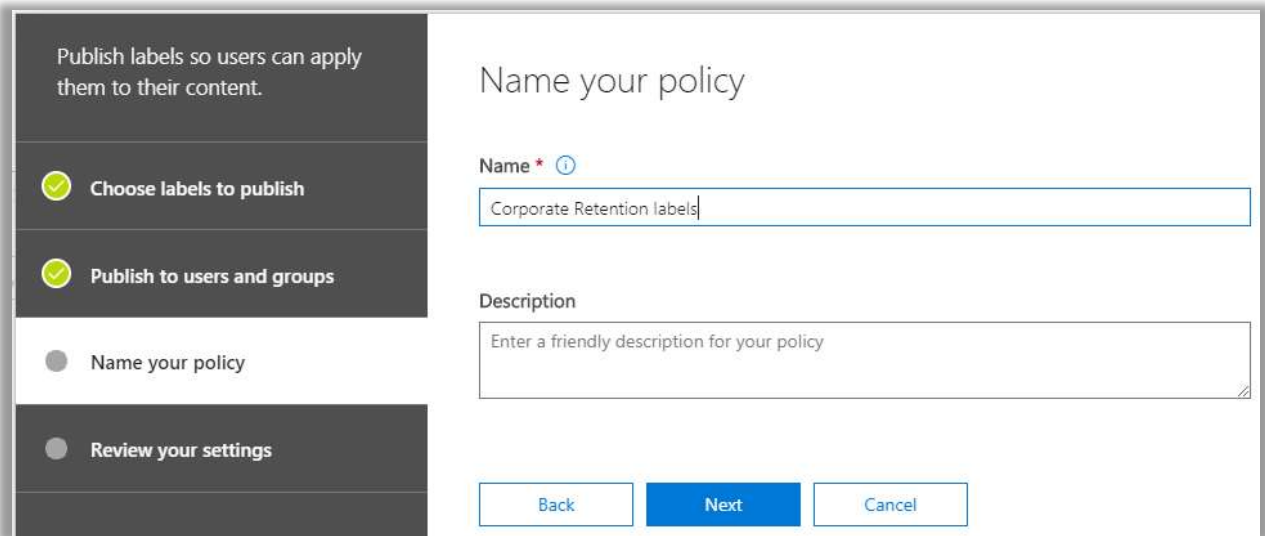 Publish labels so users can apply
them to their content.
Choose labels to publish
Publish to users and groups
Name your policy
Review your settings
Name your policy
Name *
Corporate Retention labels
Description
Enter a friendly description for your policy
Back
Next
Cancel